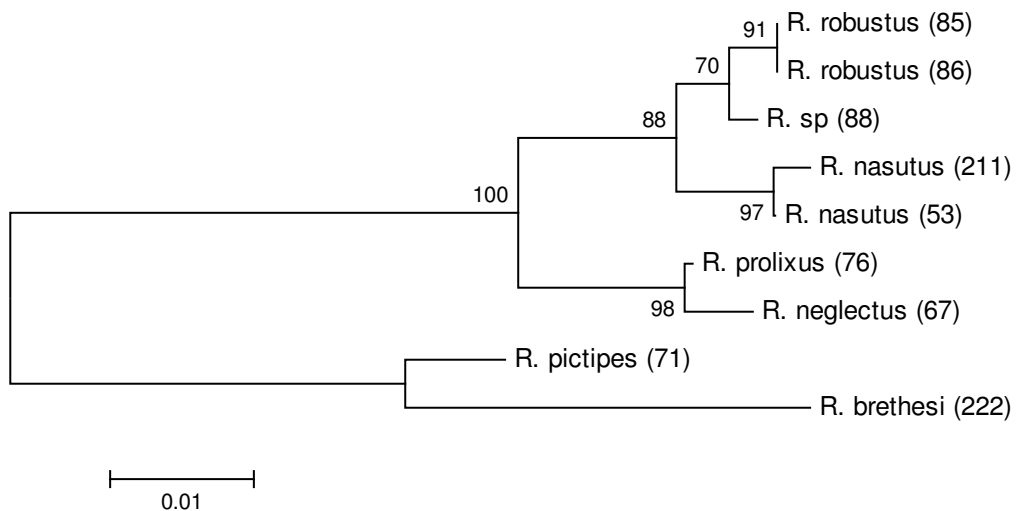 91
R. robustus (85)
R. robustus (86)
70
R. sp (88)
88
R. nasutus (211)
97
R. nasutus (53)
100
R. prolixus (76)
98
R. neglectus (67)
R. pictipes (71)
R. brethesi (222)
0.01